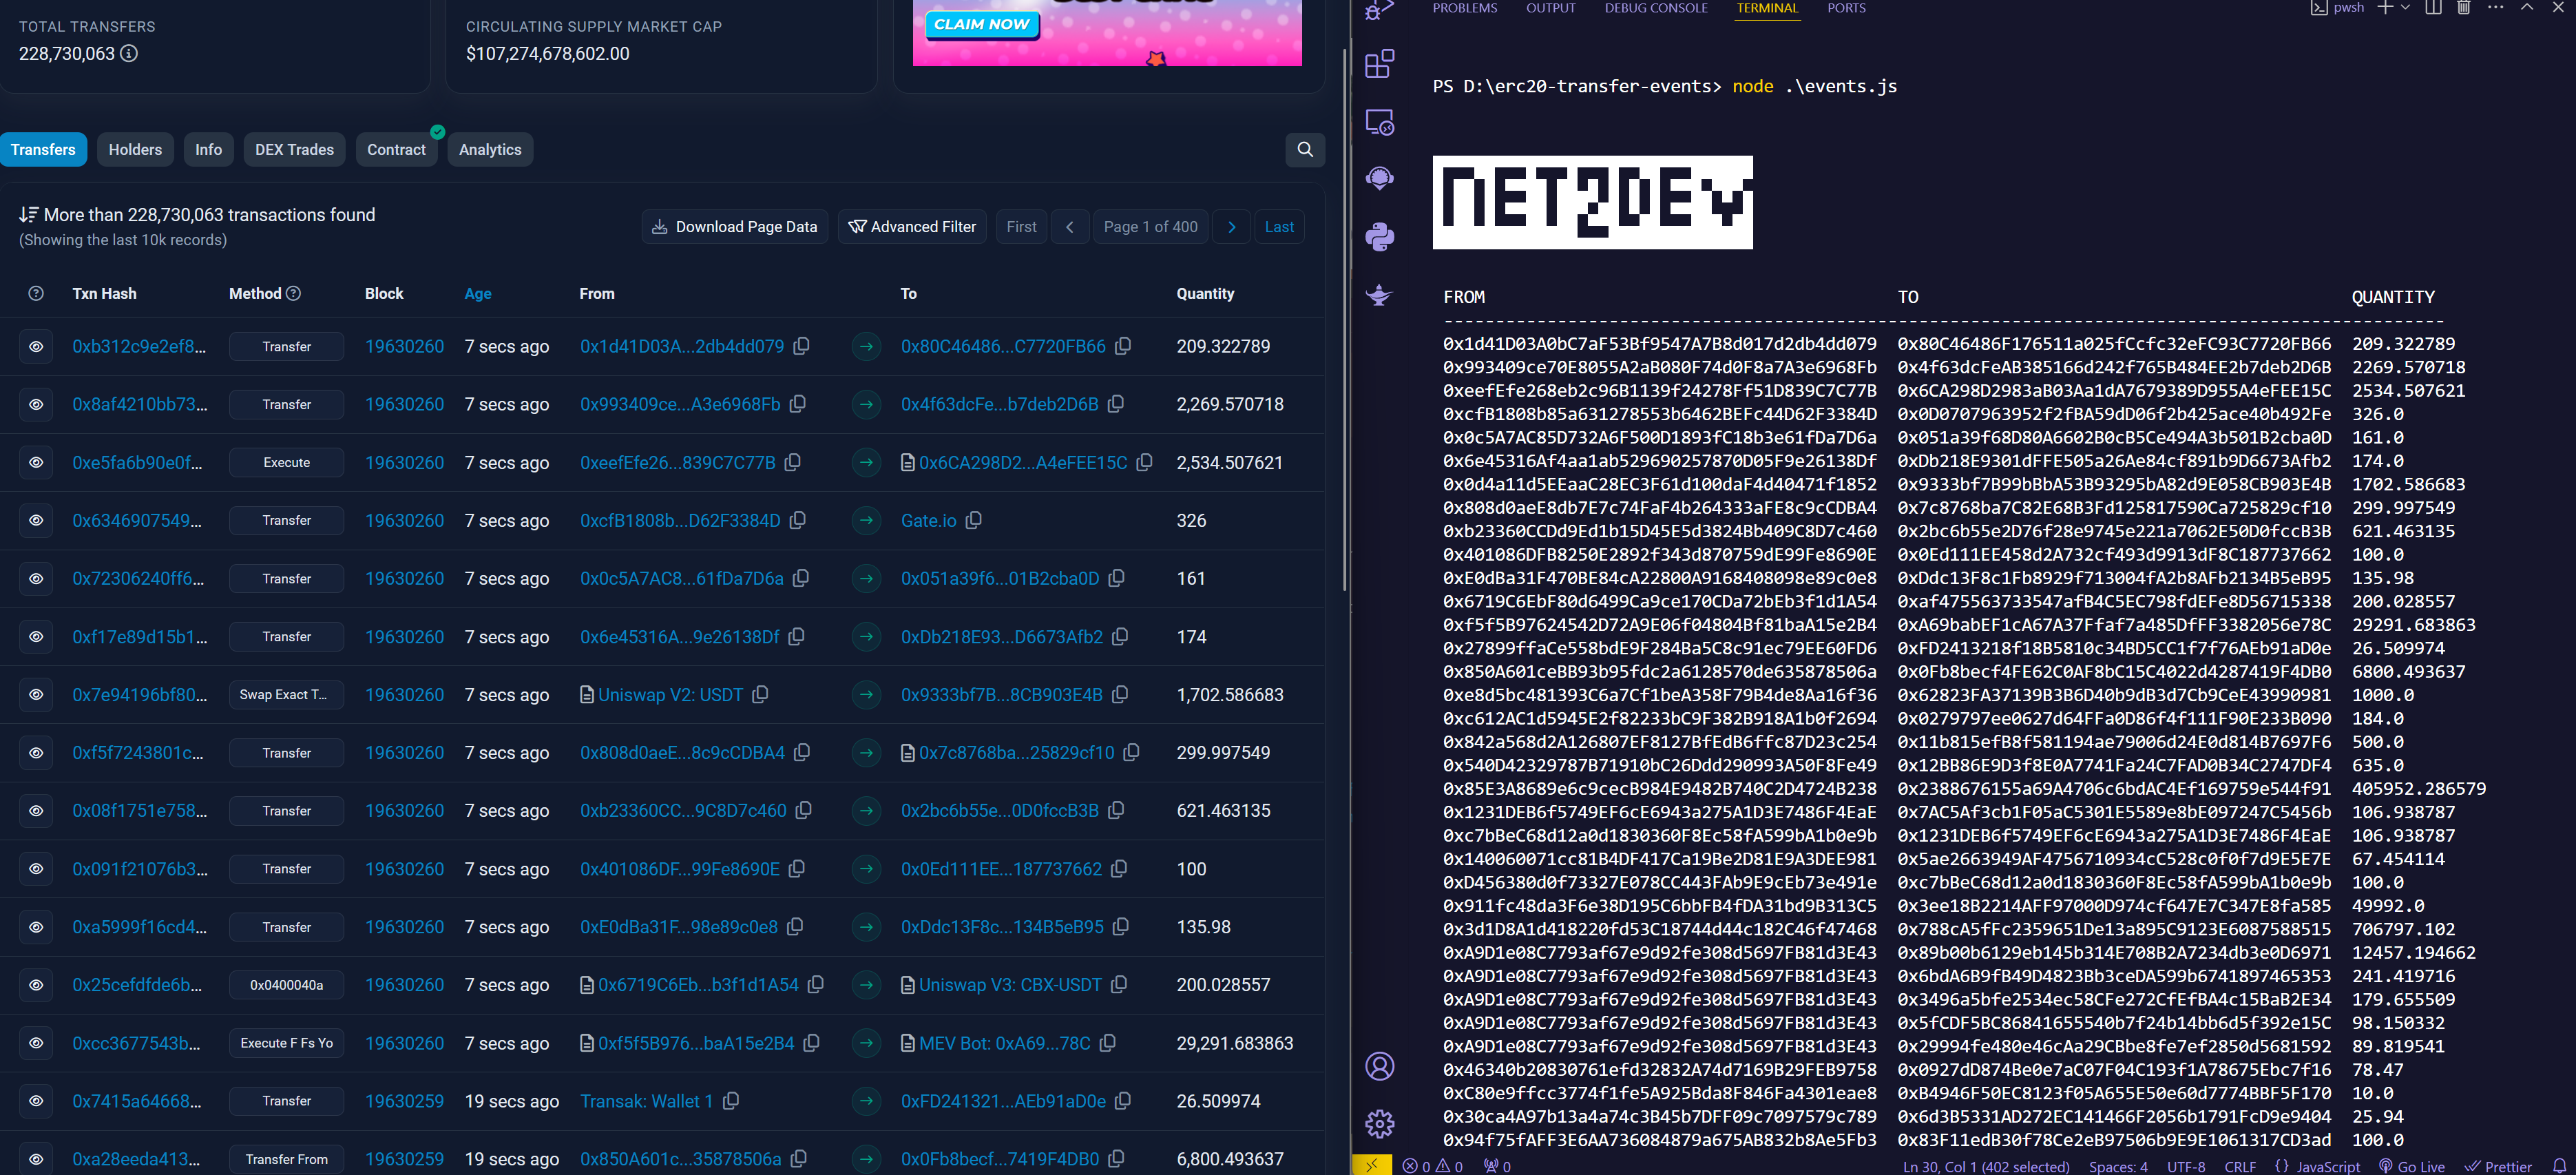 TOTAL TRANSFERS
228,730,063
CIRCULATING SUPPLY MARKET CAP
$107,274,678,602.00
CLAIM NOW
Transfers Holders Info DEX Trades Contract Analytics
More than 228,730,063 transactions found
(Showing the last 10k records)
Download Page Data Advanced Filter First Page 1 of 400 Last
Txn Hash Method Block Age From To Quantity
0xb312c9e2ef8... Transfer 19630260 7 secs ago 0x1d41D03A...2db4dd079 0x80C46486...C7720FB66 209.322789
0x8af4210bb73... Transfer 19630260 7 secs ago 0x993409ce...A3e6968Fb 0x4f63dcFe...b7deb2D6B 2,269.570718
0xe5fa6b90e0f... Execute 19630260 7 secs ago 0xeefEfe26...839C7C77B 0x6CA298D2...A4eFEE15C 2,534.507621
0x6346907549... Transfer 19630260 7 secs ago 0xcfB1808b...D62F3384D Gate.io 326
0x72306240ff6... Transfer 19630260 7 secs ago 0x0c5A7AC8...61fDa7D6a 0x051a39f6...01B2cba0D 161
0xf17e89d15b1... Transfer 19630260 7 secs ago 0x6e45316A...9e26138Df 0xDb218E93...D6673Afb2 174
0x7e94196bf80... Swap Exact T... 19630260 7 secs ago Uniswap V2: USDT 0x9333bf7B...8CB903E4B 1,702.586683
0xf5f7243801c... Transfer 19630260 7 secs ago 0x808d0aeE...8c9cCDBA4 0x7c8768ba...25829cf10 299.997549
0x08f1751e758... Transfer 19630260 7 secs ago 0xb23360CC...9C8D7c460 0x2bc6b55e...0D0fccB3B 621.463135
0x091f21076b3... Transfer 19630260 7 secs ago 0x401086DF...99Fe8690E 0x0Ed111EE...187737662 100
0xa5999f16cd4... Transfer 19630260 7 secs ago 0xE0dBa31F...98e89c0e8 0xDdc13F8c...134B5eB95 135.98
0x25cefdfde6b... 0x0400040a 19630260 7 secs ago 0x6719C6Eb...b3f1d1A54 Uniswap V3: CBX-USDT 200.028557
0xcc3677543b... Execute F Fs Yo 19630260 7 secs ago 0xf5f5B976...baA15e2B4 MEV Bot: 0xA69...78C 29,291.683863
0x7415a64668... Transfer 19630259 19 secs ago Transak: Wallet 1 0xFD241321...AEb91aD0e 26.509974
0xa28eeda413... Transfer From 19630259 19 secs ago 0x850A601c...35878506a 0x0Fb8becf...7419F4DB0 6,800.493637
PROBLEMS OUTPUT DEBUG CONSOLE TERMINAL PORTS pwsh
PS D:\erc20-transfer-events> node .\events.js
NET2DEV
FROM TO QUANTITY
0x1d41D03A0bC7aF53Bf9547A7B8d017d2db4dd079 0x80C46486F176511a025fCcfc32eFC93C7720FB66 209.322789
0x993409ce70E8055A2aB080F74d0F8a7A3e6968Fb 0x4f63dcFeAB385166d242f765B484EE2b7deb2D6B 2269.570718
0xeefEfe268eb2c96B1139f24278Ff51D839C7C77B 0x6CA298D2983aB03Aa1dA7679389D955A4eFEE15C 2534.507621
0xcfB1808b85a631278553b6462BEFc44D62F3384D 0x0D0707963952f2fBA59dD06f2b425ace40b492Fe 326.0
0x0c5A7AC85D732A6F500D1893fC18b3e61fDa7D6a 0x051a39f68D80A6602B0cB5Ce494A3b501B2cba0D 161.0
0x6e45316Af4aa1ab529690257870D05F9e26138Df 0xDb218E9301dFFE505a26Ae84cf891b9D6673Afb2 174.0
0x0d4a11d5EEaaC28EC3F61d100daF4d40471f1852 0x9333bf7B99bBbA53B93295bA82d9E058CB903E4B 1702.586683
0x808d0aeE8db7E7c74FaF4b264333aFE8c9cCDBA4 0x7c8768ba7C82E68B3Fd125817590Ca725829cf10 299.997549
0xb23360CCDd9Ed1b15D45E5d3824Bb409C8D7c460 0x2bc6b55e2D76f28e9745e221a7062E50D0fccB3B 621.463135
0x401086DFB8250E2892f343d870759dE99Fe8690E 0x0Ed111EE458d2A732cf493d9913dF8C187737662 100.0
0xE0dBa31F470BE84cA22800A9168408098e89c0e8 0xDdc13F8c1Fb8929f713004fA2b8AFb2134B5eB95 135.98
0x6719C6EbF80d6499Ca9ce170CDa72bEb3f1d1A54 0xaf475563733547afB4C5EC798fdEFe8D56715338 200.028557
0xf5f5B97624542D72A9E06f04804Bf81baA15e2B4 0xA69babEF1cA67A37Ffaf7a485DfFF3382056e78C 29291.683863
0x27899ffaCe558bdE9F284Ba5C8c91ec79EE60FD6 0xFD2413218f18B5810c34BD5CC1f7f76AEb91aD0e 26.509974
0x850A601ceBB93b95fdc2a6128570de635878506a 0x0Fb8becf4FE62C0AF8bC15C4022d4287419F4DB0 6800.493637
0xe8d5bc481393C6a7Cf1beA358F79B4de8Aa16f36 0x62823FA37139B3B6D40b9dB3d7Cb9CeE43990981 1000.0
0xc612AC1d5945E2f82233bC9F382B918A1b0f2694 0x0279797ee0627d64FFa0D86f4f111F90E233B090 184.0
0x842a568d2A126807EF8127BfEdB6ffc87D23c254 0x11b815efB8f581194ae79006d24E0d814B7697F6 500.0
0x540D42329787B71910bC26Ddd290993A50F8Fe49 0x12BB86E9D3f8E0A7741Fa24C7FAD0B34C2747DF4 635.0
0x85E3A8689e6c9cecB984E9482B740C2D4724B238 0x2388676155a69A4706c6bdAC4Ef169759e544f91 405952.286579
0x1231DEB6f5749EF6cE6943a275A1D3E7486F4EaE 0x7AC5Af3cb1F05aC5301E5589e8bE097247C5456b 106.938787
0xc7bBeC68d12a0d1830360F8Ec58fA599bA1b0e9b 0x1231DEB6f5749EF6cE6943a275A1D3E7486F4EaE 106.938787
0x140060071cc81B4DF417Ca19Be2D81E9A3DEE981 0x5ae2663949AF4756710934cC528c0f0f7d9E5E7E 67.454114
0xD456380d0f73327E078CC443FAb9E9cEb73e491e 0xc7bBeC68d12a0d1830360F8Ec58fA599bA1b0e9b 100.0
0x911fc48da3F6e38D195C6bbFB4fDA31bd9B313C5 0x3ee18B2214AFF97000D974cf647E7C347E8fa585 49992.0
0x3d1D8A1d418220fd53C18744d44c182C46f47468 0x788cA5fFc2359651De13a895C9123E6087588515 706797.102
0xA9D1e08C7793af67e9d92fe308d5697FB81d3E43 0x89b00b6129eb145b314E708B2A7234db3e0D6971 12457.194662
0xA9D1e08C7793af67e9d92fe308d5697FB81d3E43 0x6bdA6B9fB49D4823Bb3ceDA599b6741897465353 241.419716
0xA9D1e08C7793af67e9d92fe308d5697FB81d3E43 0x3496a5bfe2534ec58CFe272CfEfBA4c15BaB2E34 179.655509
0xA9D1e08C7793af67e9d92fe308d5697FB81d3E43 0x5fCDF5BC86841655540b7f24b14bb6d5f392e15C 98.150332
0xA9D1e08C7793af67e9d92fe308d5697FB81d3E43 0x29994fe480e46cAa29CBbe8fe7ef2850d5681592 89.819541
0x46340b20830761efd32832A74d7169B29FEB9758 0x0927dD874Be0e7aC07F04C193f1A78675Ebc7f16 78.47
0xC80e9ffcc3774f1fe5A925Bda8F846Fa4301eae8 0xB4946F50EC8123f05A655E50e60d7774BBF5F170 10.0
0x30ca4A97b13a4a74c3B45b7DFF09c7097579c789 0x6d3B5331AD272EC141466F2056b1791FcD9e9404 25.94
0x94f75fAFF3E6AA736084879a675AB832b8Ae5Fb3 0x83F11edB30f78Ce2eB97506b9E9E1061317CD3ad 100.0
0 0 0 Ln 30, Col 1 (402 selected) Spaces: 4 UTF-8 CRLF {} JavaScript Go Live Prettier